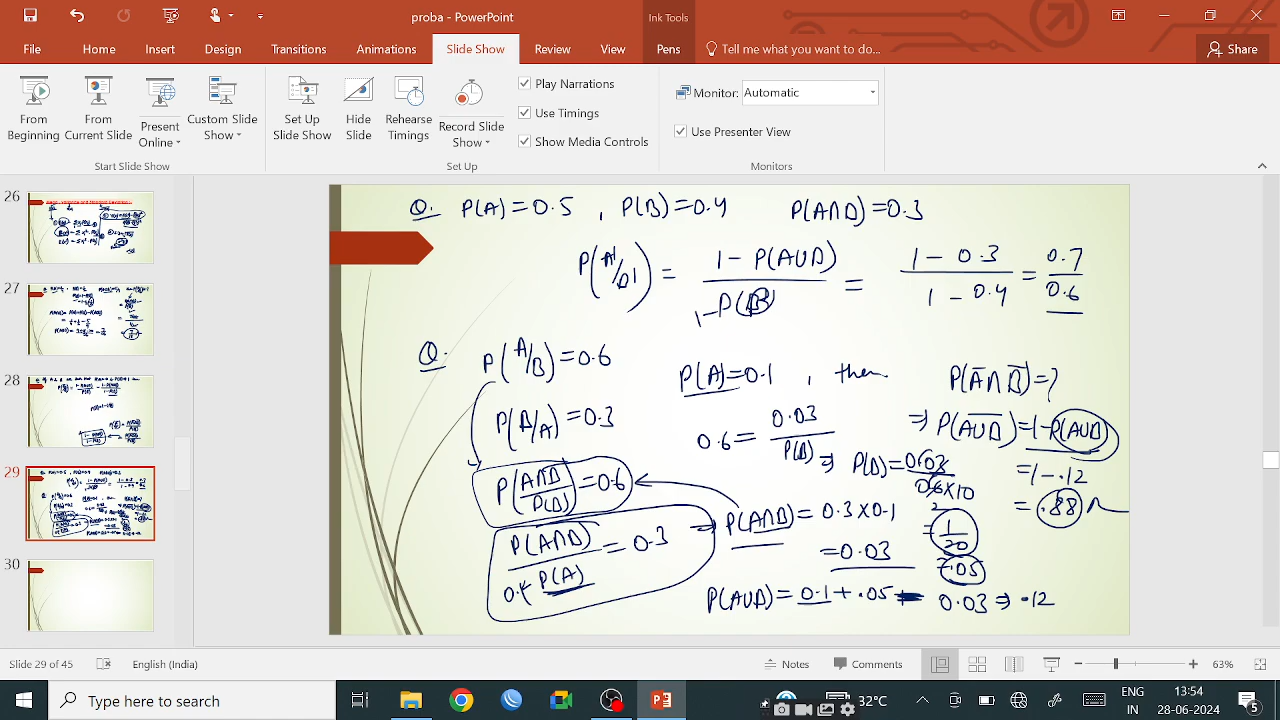 proba - PowerPoint
Ink Tools
File Home Insert Design Transitions Animations Slide Show Review View Pens Tell me what you want to do... Share
From Beginning
From Current Slide
Present Online
Custom Slide Show
Set Up Slide Show
Hide Slide
Rehearse Timings
Record Slide Show
Play Narrations
Use Timings
Show Media Controls
Monitor: Automatic
Use Presenter View
Start Slide Show
Set Up
Monitors
26
27
28
29
30
Q. P(A)=0.5 , P(B)=0.4 P(A∩B)=0.3
P(A'/B') = 1-P(A∪B) / 1-P(B) = 1-0.3 / 1-0.4 = 0.7 / 0.6
Q. P(A/B)=0.6
P(A)=0.1 , then P(A̅∩B̅)=?
P(B/A)=0.3
0.6 = 0.03 / P(B) ⇒ P(B)= 0.03 / 0.6×10
= 1/20
= .05
⇒ P(A∪B)‾ = 1-P(A∪B)
= 1-.12
= .88
P(A∩B / P(B))=0.6
P(A∩B) / P(A) = 0.3
⇒ P(A∩B)= 0.3×0.1
=0.03
P(A∪B)= 0.1+.05- 0.03 ⇒ .12
Slide 29 of 45
English (India)
Notes
Comments
63%
Type here to search
32°C
ENG
IN
13:54
28-06-2024
5